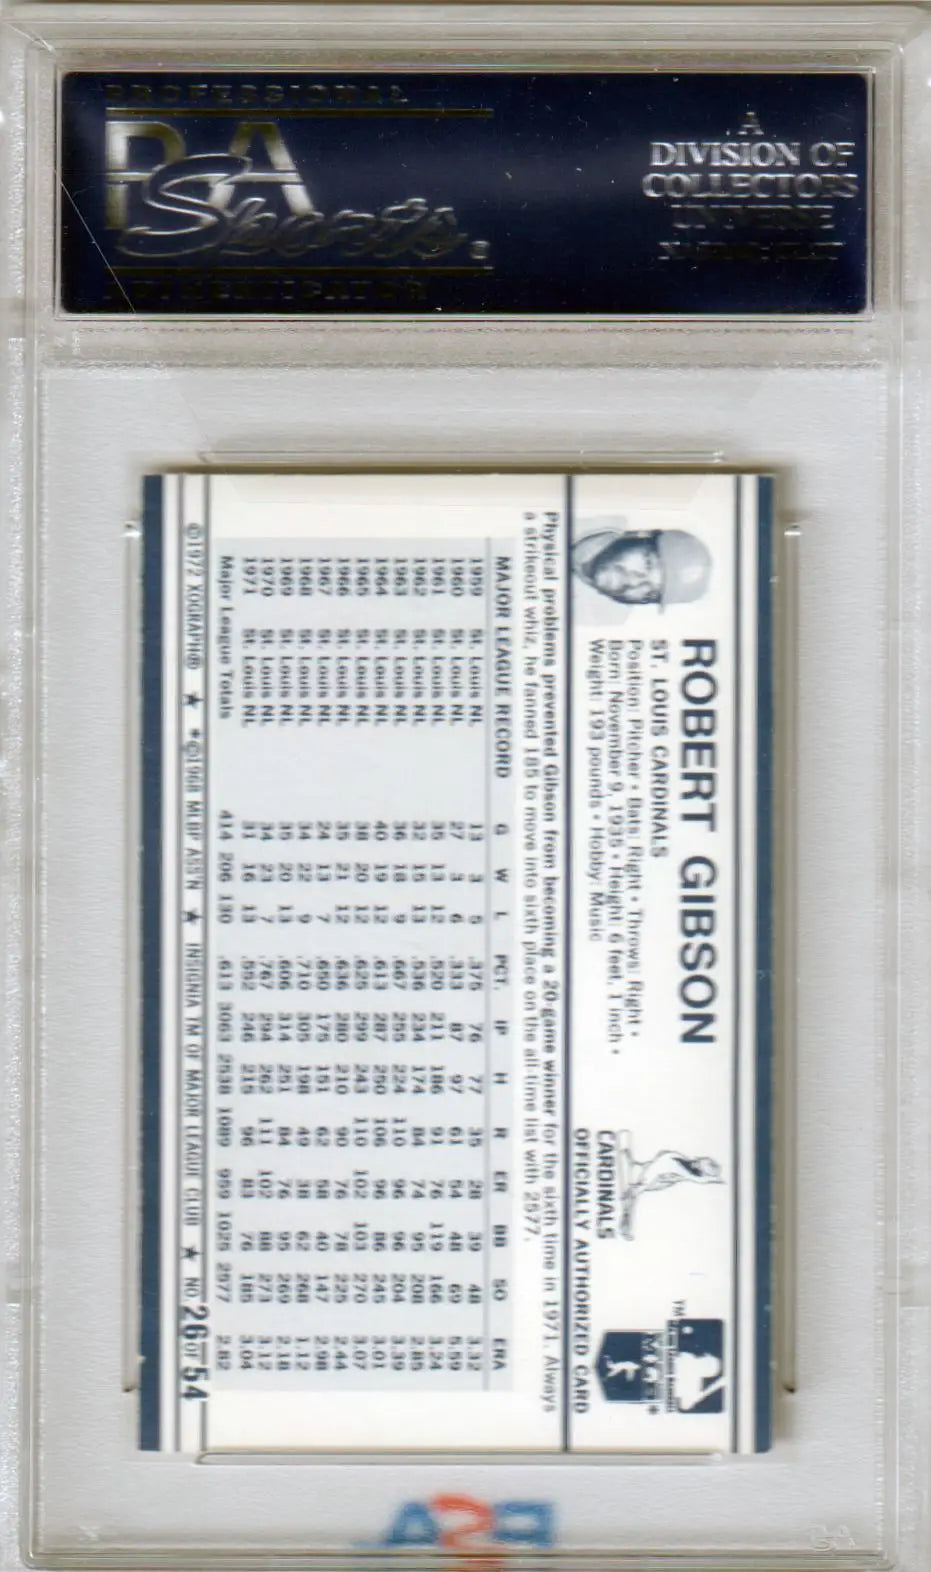 PROFESSIONAL
PSA
Sports
AUTHENTICATOR
A
DIVISION OF
COLLECTORS
UNIVERSE
ROBERT GIBSON
ST. LOUIS CARDINALS
Position: Pitcher • Bats: Right • Throws: Right •
Born: November 9, 1935 • Height: 6 feet, 1 inch •
Weight: 193 pounds • Hobby: Music
CARDINALS
OFFICIALLY AUTHORIZED CARD
TM
Physical problems prevented Gibson from becoming a 20-game winner for the sixth time in 1971. Always
a strikeout whiz, he fanned 185 to move into sixth place on the all-time list with 2577.
MAJOR LEAGUE RECORD G W L PCT. IP H R ER BB SO ERA
1959 St. Louis NL 13 3 5 .375 76 77 35 28 39 48 3.32
1960 St. Louis NL 27 3 6 .333 87 97 61 54 48 69 5.59
1961 St. Louis NL 35 13 12 .520 211 186 91 76 119 166 3.24
1962 St. Louis NL 32 15 13 .536 234 174 84 74 95 208 2.85
1963 St. Louis NL 36 18 9 .667 255 224 110 96 96 204 3.39
1964 St. Louis NL 40 19 12 .613 287 250 106 96 86 245 3.01
1965 St. Louis NL 38 20 12 .625 299 243 110 102 103 270 3.07
1966 St. Louis NL 35 21 12 .636 280 210 90 76 78 225 2.44
1967 St. Louis NL 24 13 7 .650 175 151 62 58 40 147 2.98
1968 St. Louis NL 34 22 9 .710 305 198 49 38 62 268 1.12
1969 St. Louis NL 35 20 13 .606 314 251 84 76 95 269 2.18
1970 St. Louis NL 34 23 7 .767 294 262 111 102 88 273 3.12
1971 St. Louis NL 31 16 13 .552 246 215 96 83 76 185 3.04
Major League Totals 414 206 130 .613 3063 2538 1089 959 1025 2577 2.82
©1972 XOGRAPH® ★ *©1968 MLBP ASS'N ★ INSIGNIA TM OF MAJOR LEAGUE CLUB ★ NO. 26 OF 54
PSA